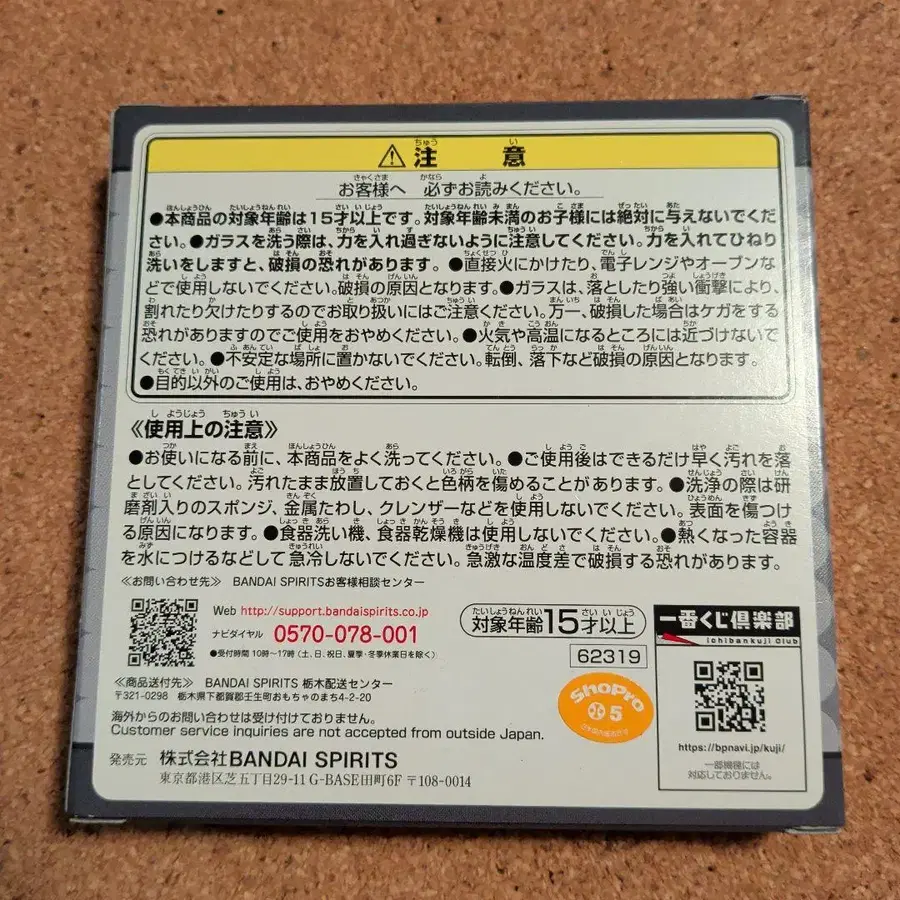 ⚠注意
お客様へ 必ずお読みください。
●本商品の対象年齢は15才以上です。対象年齢未満のお子様には絶対に与えないでくだ
さい。●ガラスを洗う際は、力を入れ過ぎないように注意してください。力を入れてひねり
洗いをしますと、破損の恐れがあります。●直接火にかけたり、電子レンジやオーブンな
どで使用しないでください。破損の原因となります。●ガラスは、落としたり強い衝撃により、
割れたり欠けたりするのでお取り扱いにはご注意ください。万一、破損した場合はケガをする
恐れがありますのでご使用をおやめください。●火気や高温になるところには近づけないで
ください。●不安定な場所に置かないでください。転倒、落下など破損の原因となります。
●目的以外のご使用は、おやめください。
《使用上の注意》
●お使いになる前に、本商品をよく洗ってください。●ご使用後はできるだけ早く汚れを落
としてください。汚れたまま放置しておくと色柄を傷めることがあります。●洗浄の際は研
磨剤入りのスポンジ、金属たわし、クレンザーなどを使用しないでください。表面を傷つけ
る原因になります。●食器洗い機、食器乾燥機は使用しないでください。●熱くなった容器
を水につけるなどして急冷しないでください。急激な温度差で破損する恐れがあります。
≪お問い合わせ先≫ BANDAI SPIRITSお客様相談センター
Web http://support.bandaispirits.co.jp
ナビダイヤル 0570-078-001
●受付時間 10時~17時(土、日、祝日、夏季・冬季休業日を除く)
対象年齢15才以上
62319
一番くじ倶楽部
Ichibankuji Club
≪商品送付先≫ BANDAI SPIRITS 栃木配送センター
〒321-0298 栃木県下都賀郡壬生町おもちゃのまち4-2-20
ShoPro
5
海外からのお問い合わせは受け付けておりません。
Customer service inquiries are not accepted from outside Japan.
https://bpnavi.jp/kuji/
一部機種には
対応しておりません。
発売元 株式会社BANDAI SPIRITS
東京都港区芝五丁目29-11 G-BASE田町6F 〒108-0014